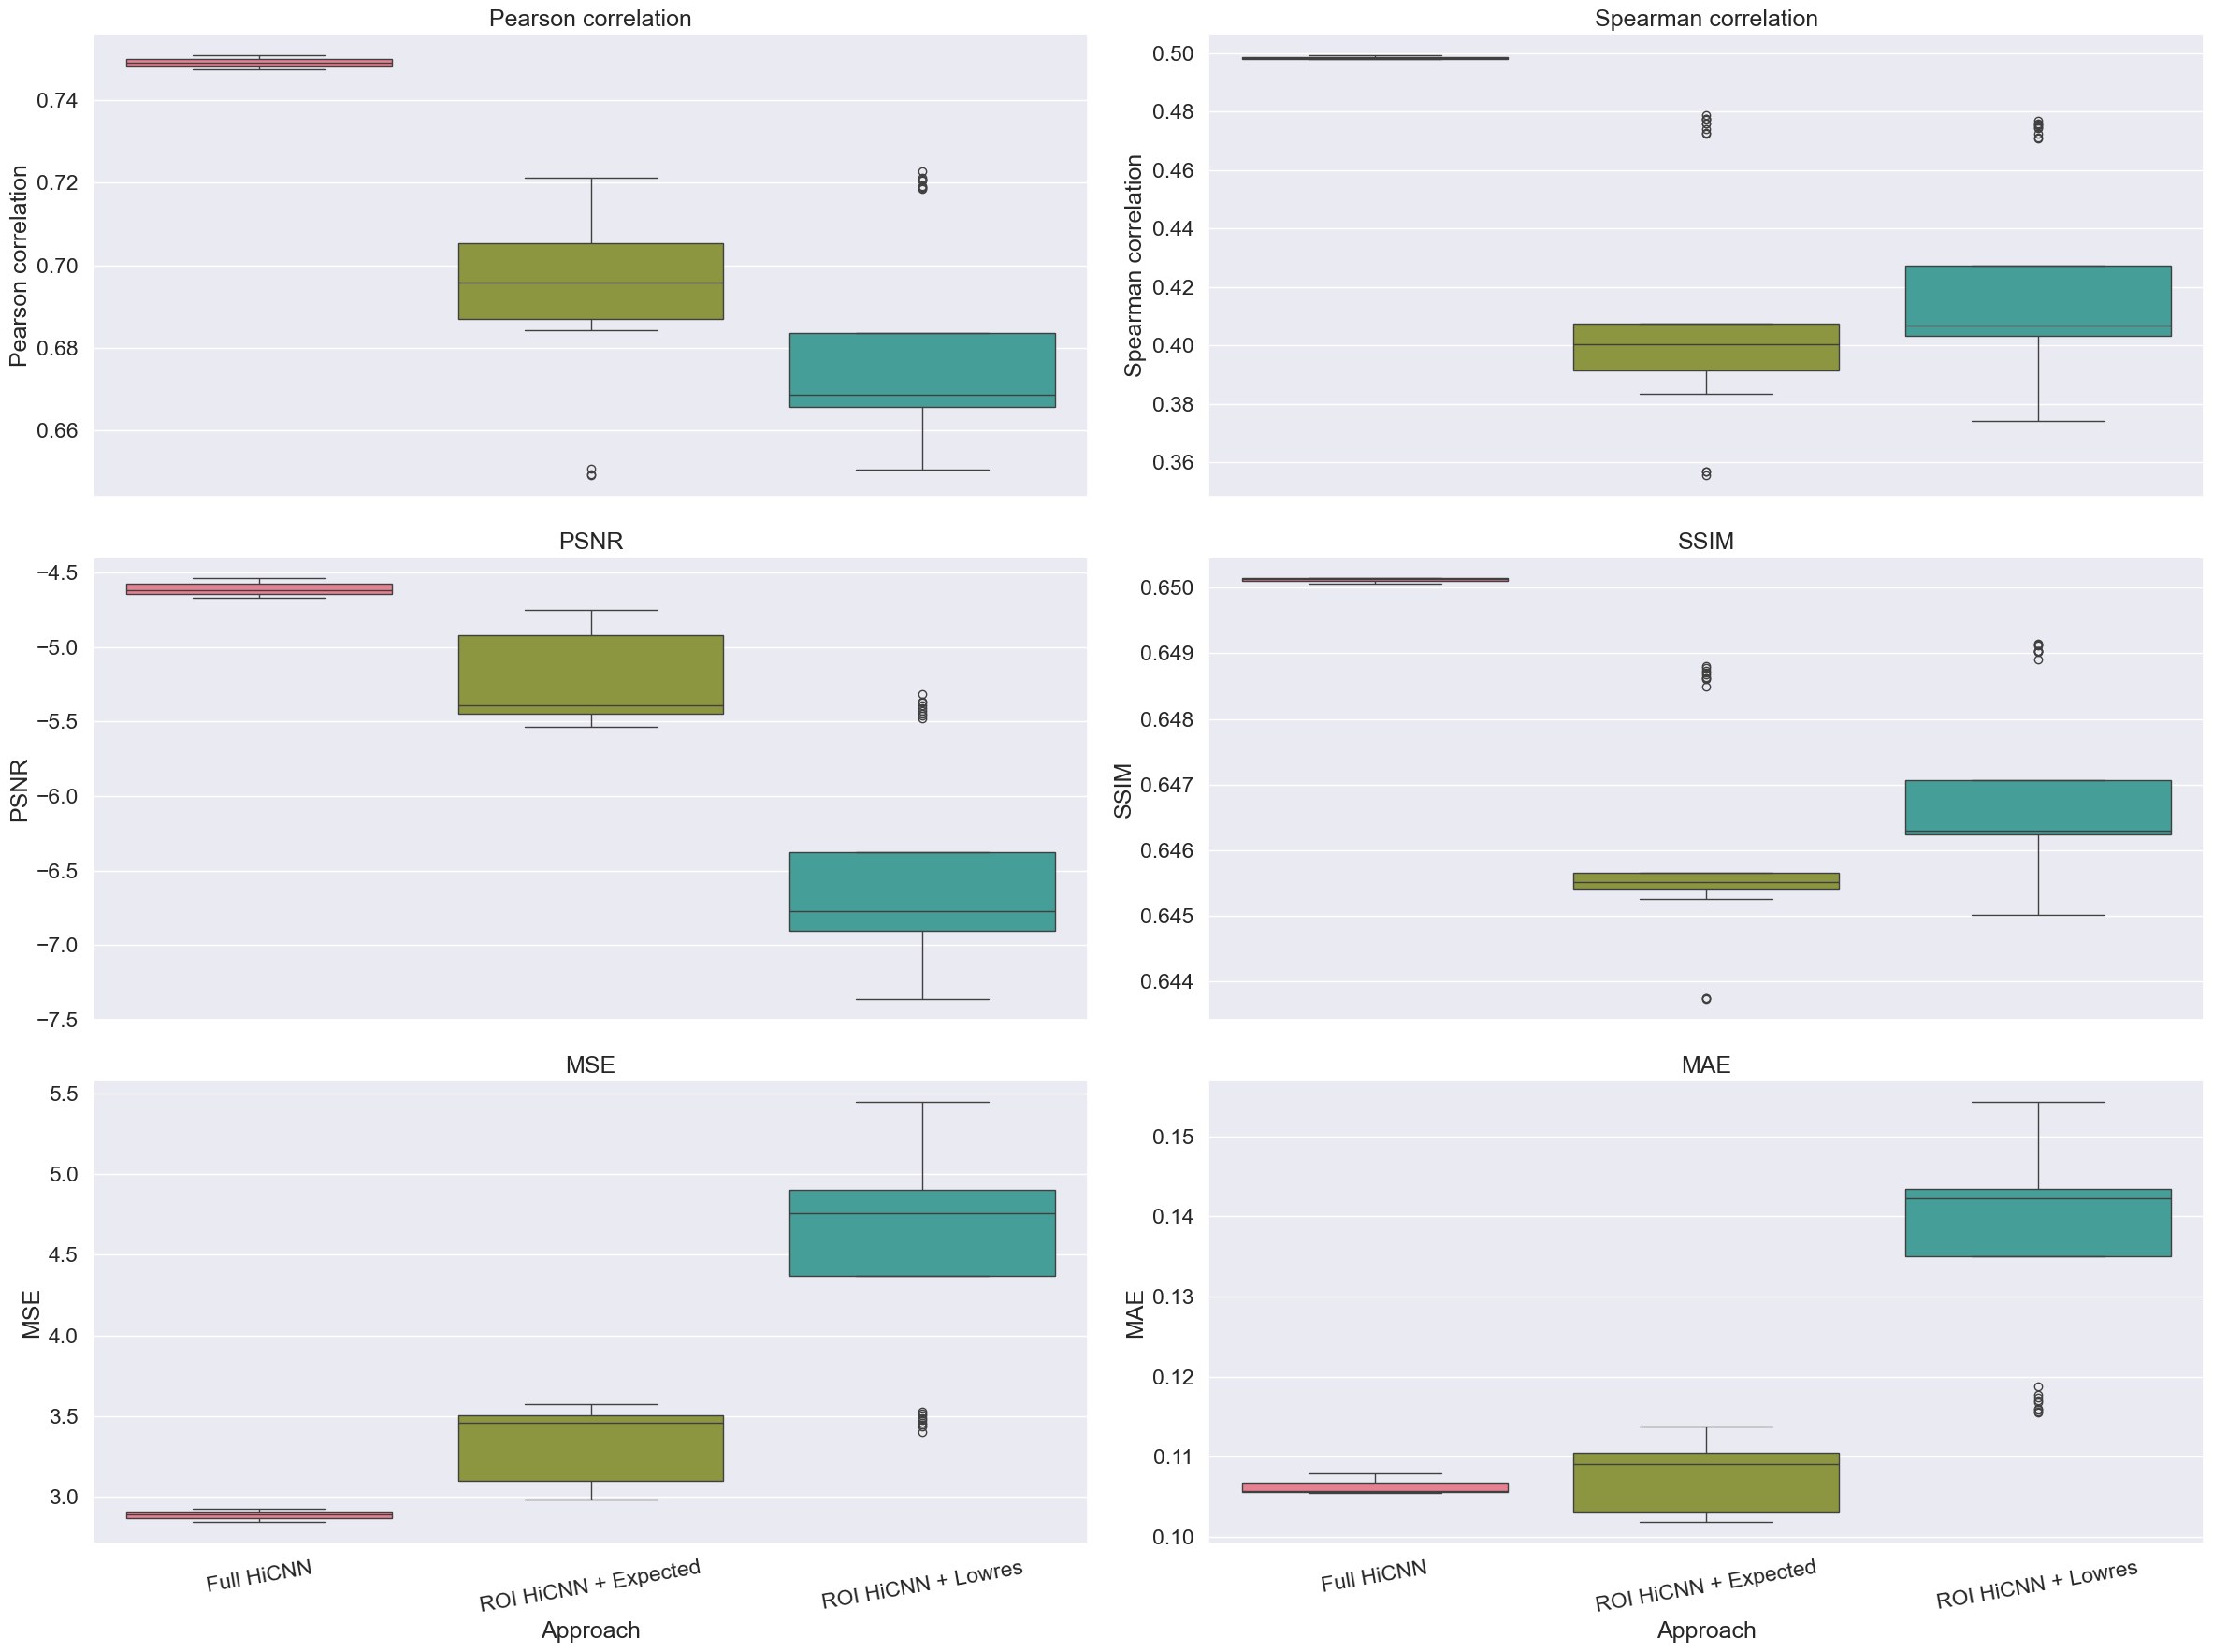 Pearson correlation
Pearson correlation
0.74
0.72
0.70
0.68
0.66
Spearman correlation
Spearman correlation
0.50
0.48
0.46
0.44
0.42
0.40
0.38
0.36
PSNR
PSNR
−4.5
−5.0
−5.5
−6.0
−6.5
−7.0
−7.5
SSIM
SSIM
0.650
0.649
0.648
0.647
0.646
0.645
0.644
MSE
MSE
5.5
5.0
4.5
4.0
3.5
3.0
Full HiCNN
ROI HiCNN + Expected
ROI HiCNN + Lowres
Approach
MAE
MAE
0.15
0.14
0.13
0.12
0.11
0.10
Full HiCNN
ROI HiCNN + Expected
ROI HiCNN + Lowres
Approach